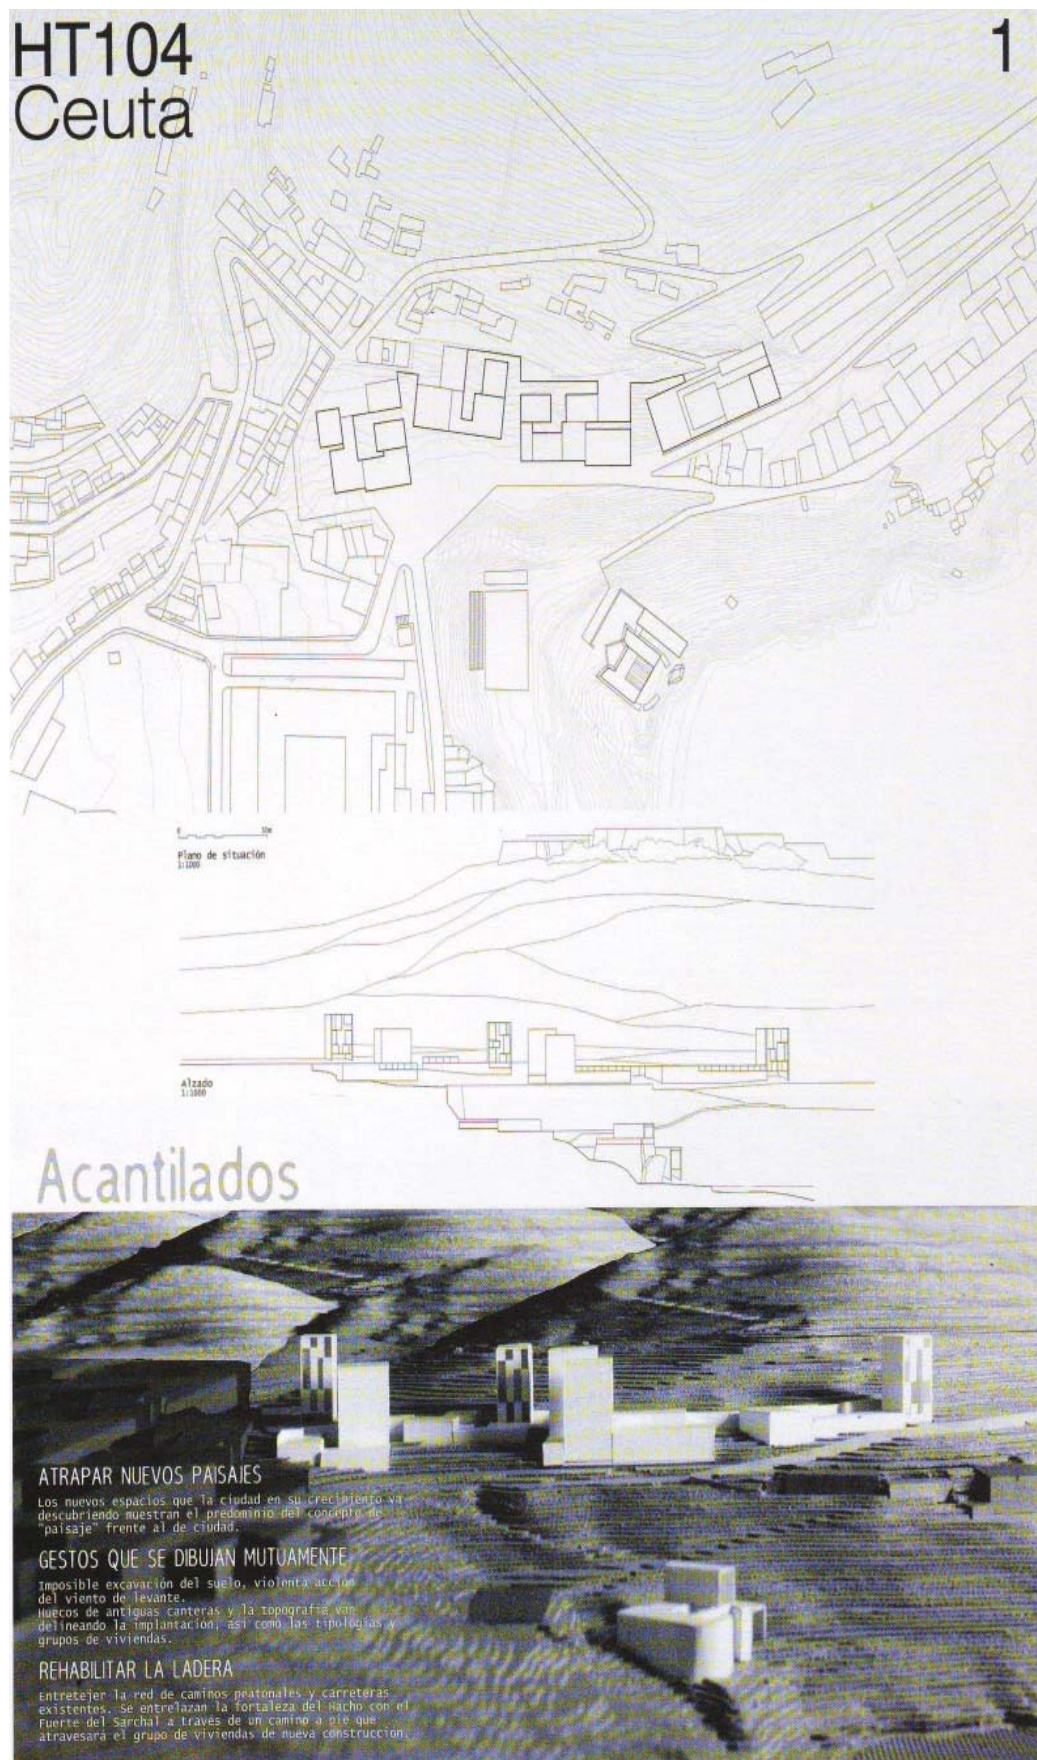 HT104
Ceuta
1
0
50m
Plano de situación
1:1000
Alzado
1:1000
Acantilados
ATRAPAR NUEVOS PAISAJES
Los nuevos espacios que la ciudad en su crecimiento va
descubriendo muestran el predominio del concepto de
"paisaje" frente al de ciudad.
GESTOS QUE SE DIBUJAN MUTUAMENTE
Imposible excavación del suelo, violenta acción
del viento de levante.
Huecos de antiguas canteras y la topografía van
delineando la implantación, así como las tipologías y
grupos de viviendas.
REHABILITAR LA LADERA
Entretejer la red de caminos peatonales y carreteras
existentes. Se entrelazan la fortaleza del Hacho con el
Fuerte del Sarchal a través de un camino a pie que
atravesará el grupo de viviendas de nueva construcción.